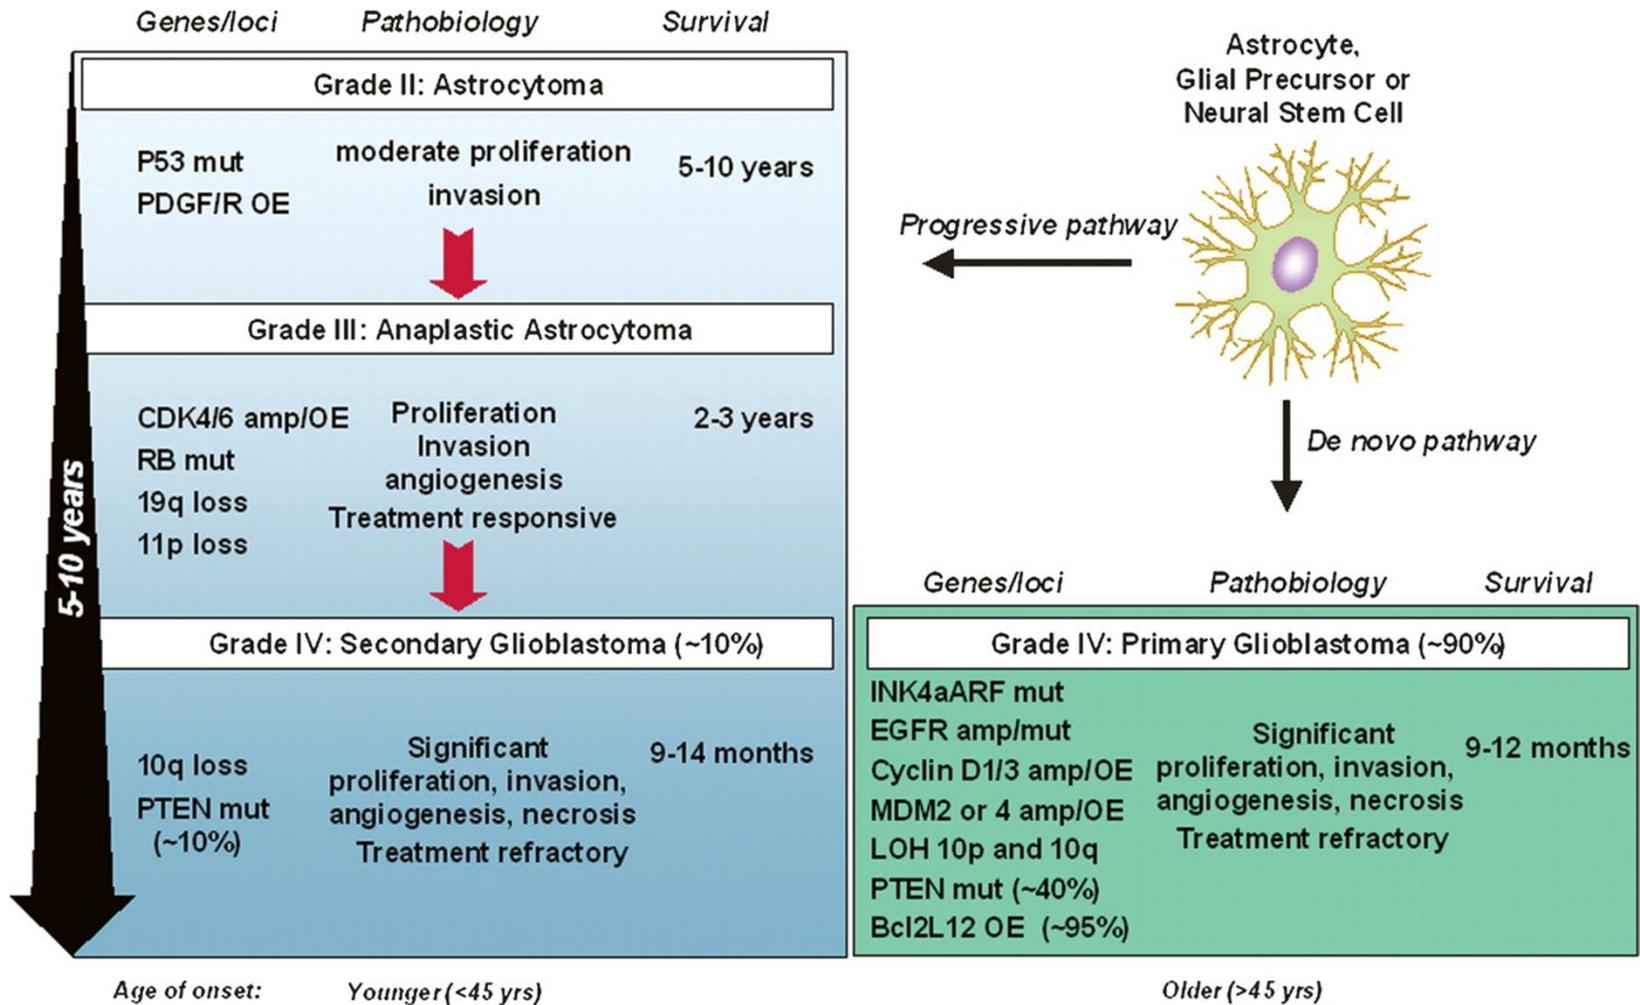 Genes/loci Pathobiology Survival
Grade II: Astrocytoma
P53 mut
PDGF/R OE
moderate proliferation
invasion
5-10 years
Grade III: Anaplastic Astrocytoma
CDK4/6 amp/OE
RB mut
19q loss
11p loss
Proliferation
Invasion
angiogenesis
Treatment responsive
2-3 years
Grade IV: Secondary Glioblastoma (~10%)
10q loss
PTEN mut
(~10%)
Significant
proliferation, invasion,
angiogenesis, necrosis
Treatment refractory
9-14 months
5-10 years
Astrocyte,
Glial Precursor or
Neural Stem Cell
Progressive pathway
De novo pathway
Genes/loci Pathobiology Survival
Grade IV: Primary Glioblastoma (~90%)
INK4aARF mut
EGFR amp/mut
Cyclin D1/3 amp/OE
MDM2 or 4 amp/OE
LOH 10p and 10q
PTEN mut (~40%)
Bcl2L12 OE (~95%)
Significant
proliferation, invasion,
angiogenesis, necrosis
Treatment refractory
9-12 months
Age of onset: Younger (<45 yrs) Older (>45 yrs)